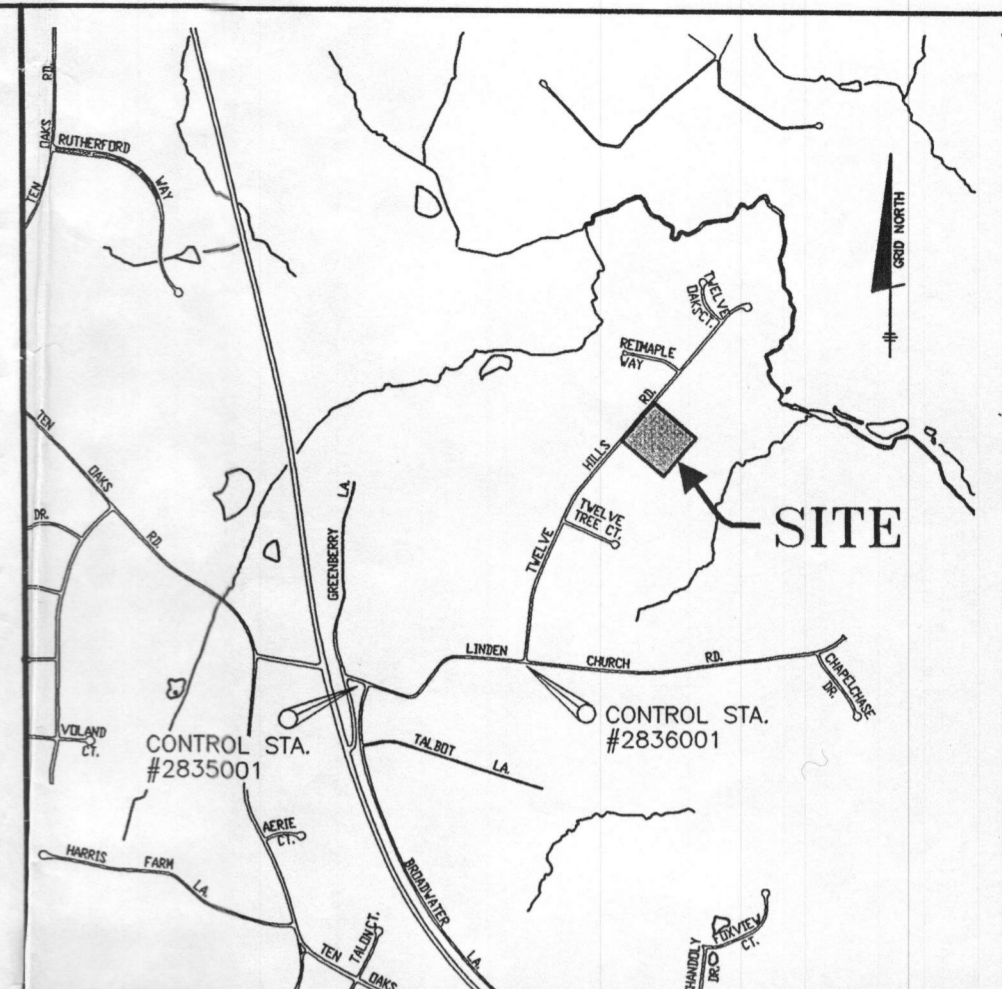 RD.
OAKS
TEN
RUTHERFORD
WAY
GRID NORTH
TWELVE
OAKS CT.
REDMAPLE
WAY
RD.
HILLS
TWELVE
TWELVE
TREE CT.
SITE
TEN
OAKS
RD.
DR.
GREENBERRY
LA.
LINDEN
CHURCH
RD.
CHAPELCHASE
DR.
CONTROL STA.
#2835001
CONTROL STA.
#2836001
VOLAND
CT.
TALBOT
LA.
AERIE
CT.
HARRIS
FARM
LA.
BROADWATER
LA.
TEN
OAKS
TALON CT.
FOXVIEW
CT.
SHANDOLY
DR.